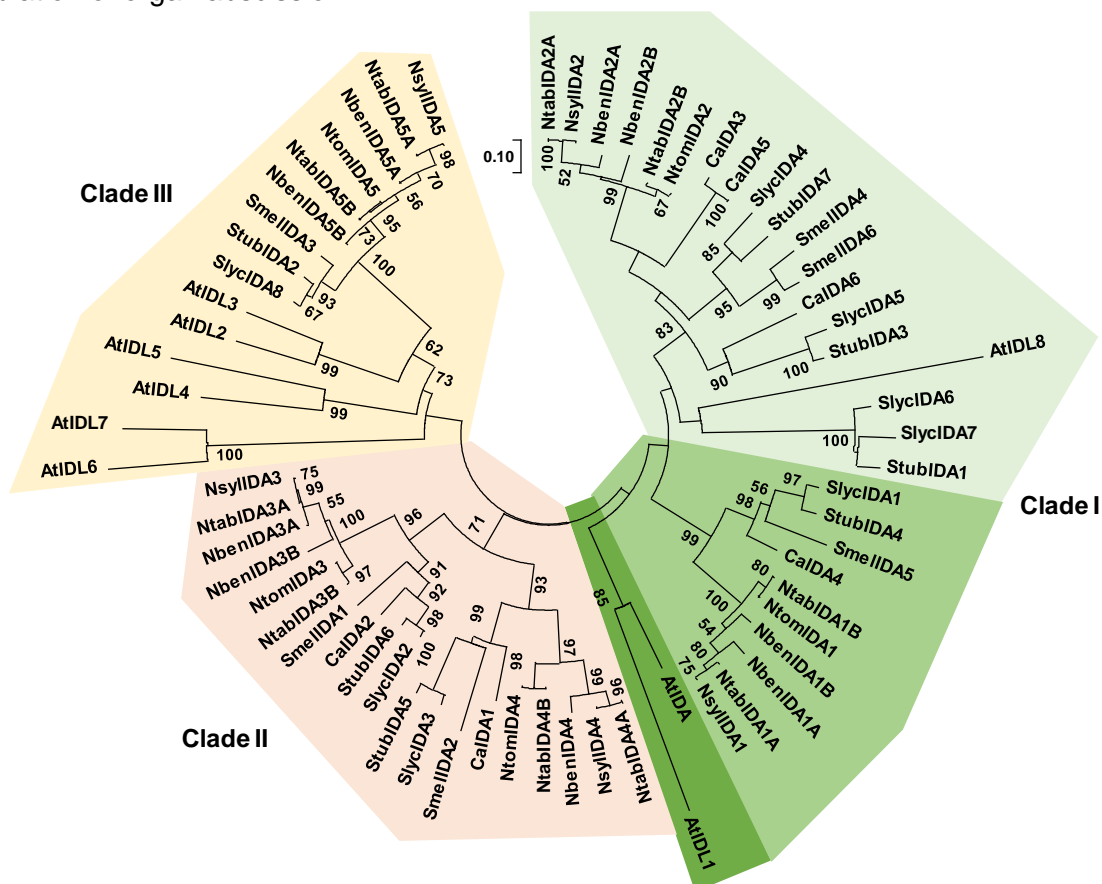 Clade III
NsylIDA5
NtabIDA5A
NbenIDA5A
NtomIDA5
NtabIDA5B
NbenIDA5B
SmelIDA3
StubIDA2
SlycIDA8
AtIDL3
AtIDL2
AtIDL5
AtIDL4
AtIDL7
AtIDL6
98
70
56
95
73
100
93
67
62
73
99
99
100
0.10
NtabIDA2A
NsylIDA2
NbenIDA2A
NbenIDA2B
NtabIDA2B
NtomIDA2
CaIDA3
CaIDA5
SlycIDA4
StubIDA7
SmelIDA4
SmelIDA6
CaIDA6
SlycIDA5
StubIDA3
AtIDL8
SlycIDA6
SlycIDA7
StubIDA1
100
52
99
67
100
85
99
95
83
90
100
100
Clade I
SlycIDA1
StubIDA4
SmelIDA5
CaIDA4
NtabIDA1B
NtomIDA1
NbenIDA1B
NbenIDA1A
NtabIDA1A
NsylIDA1
97
56
98
99
80
100
54
80
75
AtIDA
AtIDL1
85
Clade II
NsylIDA3
NtabIDA3A
NbenIDA3A
NbenIDA3B
NtomIDA3
NtabIDA3B
SmelIDA1
CaIDA2
StubIDA6
SlycIDA2
StubIDA5
SlycIDA3
SmelIDA2
CaIDA1
NtomIDA4
NtabIDA4B
NbenIDA4
NsylIDA4
NtabIDA4A
75
99
55
100
97
96
71
91
92
98
93
99
100
98
97
99
96